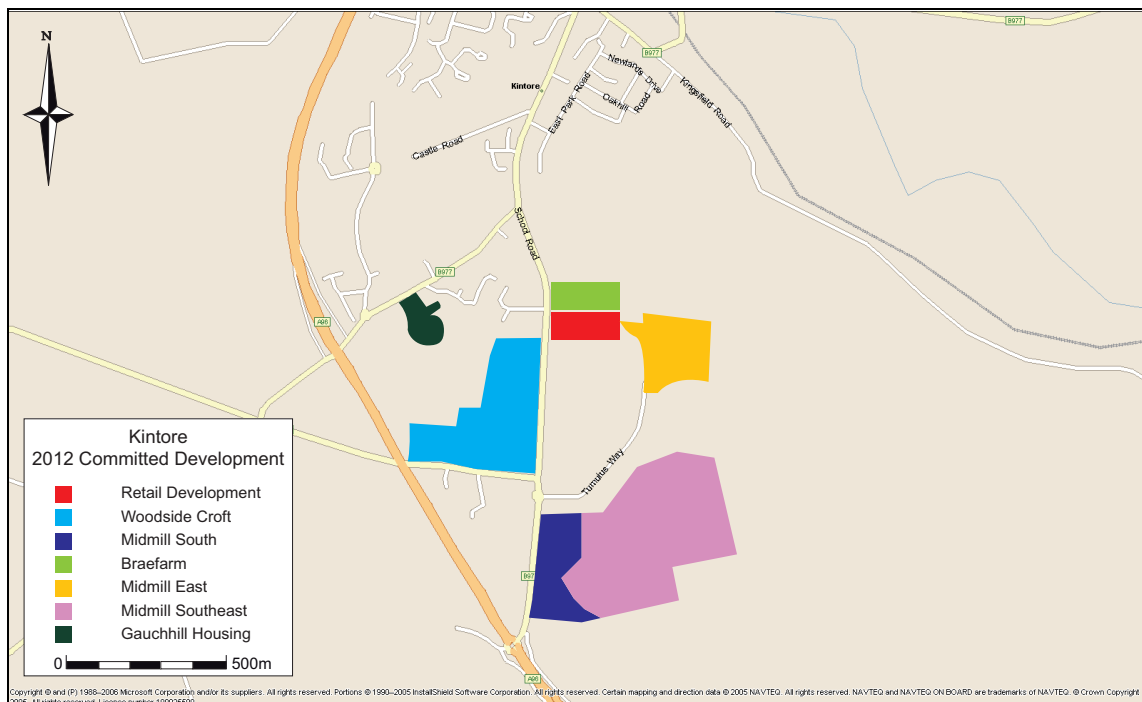 B977
N
B977
Newlands Drive
Kingsfield Road
Kintore
East Park Road
Oakhill Road
Castle Road
School Road
B977
A96
Tumulus Way
B97
Kintore
2012 Committed Development
Retail Development
Woodside Croft
Midmill South
Braefarm
Midmill East
Midmill Southeast
Gauchhill Housing
0 500m
Copyright © and (P) 1988–2006 Microsoft Corporation and/or its suppliers. All rights reserved. Portions © 1990–2005 InstallShield Software Corporation. All rights reserved. Certain mapping and direction data © 2005 NAVTEQ. All rights reserved. NAVTEQ and NAVTEQ ON BOARD are trademarks of NAVTEQ. © Crown Copyright